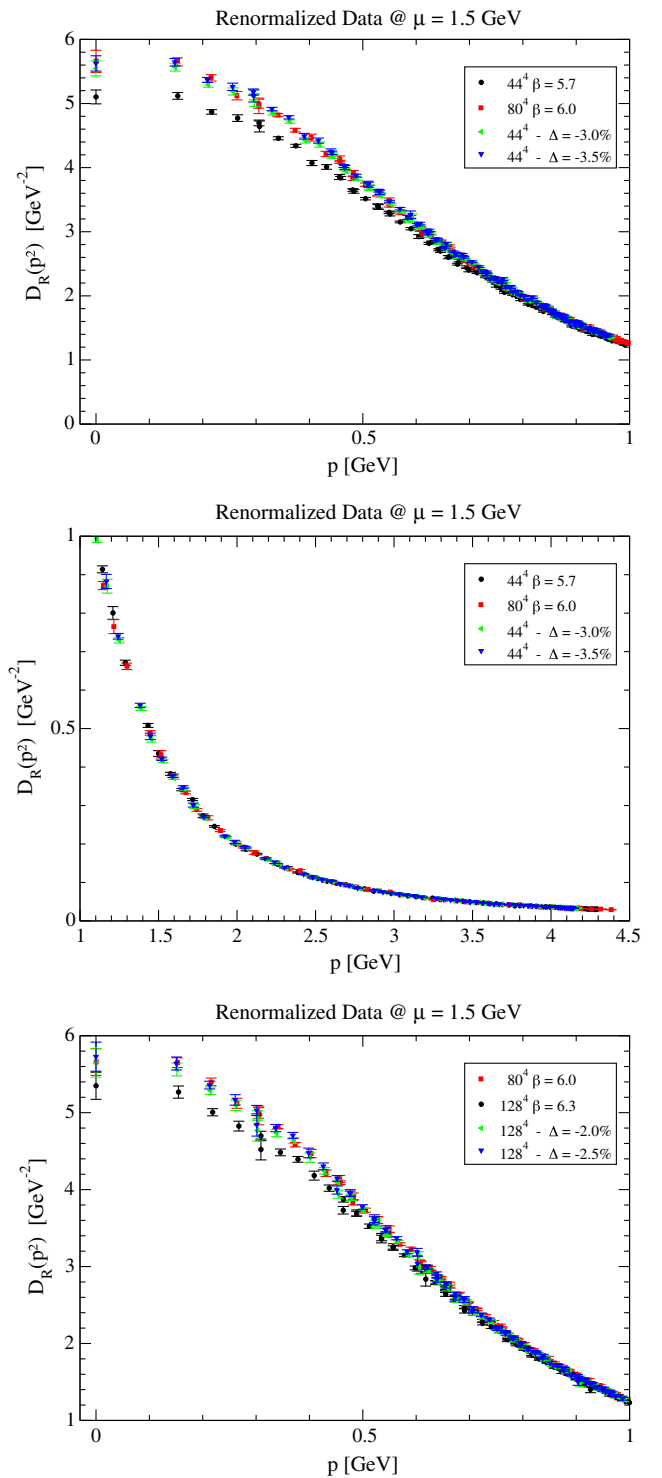 Renormalized Data @ μ = 1.5 GeV
6
5
4
3
2
1
0
D_R(p²) [GeV⁻²]
44⁴ β = 5.7
80⁴ β = 6.0
44⁴ - Δ = -3.0%
44⁴ - Δ = -3.5%
0 0.5 1
p [GeV]
Renormalized Data @ μ = 1.5 GeV
1
0.5
0
D_R(p²) [GeV⁻²]
44⁴ β = 5.7
80⁴ β = 6.0
44⁴ - Δ = -3.0%
44⁴ - Δ = -3.5%
1 1.5 2 2.5 3 3.5 4 4.5
p [GeV]
Renormalized Data @ μ = 1.5 GeV
6
5
4
3
2
1
D_R(p²) [GeV⁻²]
80⁴ β = 6.0
128⁴ β = 6.3
128⁴ - Δ = -2.0%
128⁴ - Δ = -2.5%
0 0.5 1
p [GeV]